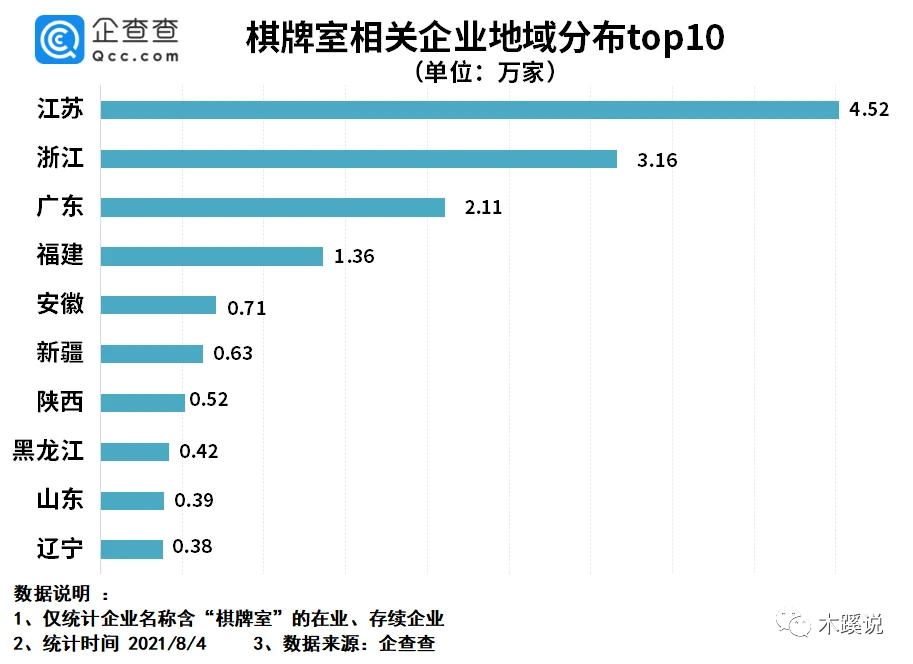 企查查
Qcc.com
棋牌室相关企业地域分布top10
（单位：万家）
江苏 4.52
浙江 3.16
广东 2.11
福建 1.36
安徽 0.71
新疆 0.63
陕西 0.52
黑龙江 0.42
山东 0.39
辽宁 0.38
数据说明 ：
1、仅统计企业名称含“棋牌室”的在业、存续企业
2、统计时间 2021/8/4 3、数据来源：企查查
木蹊说